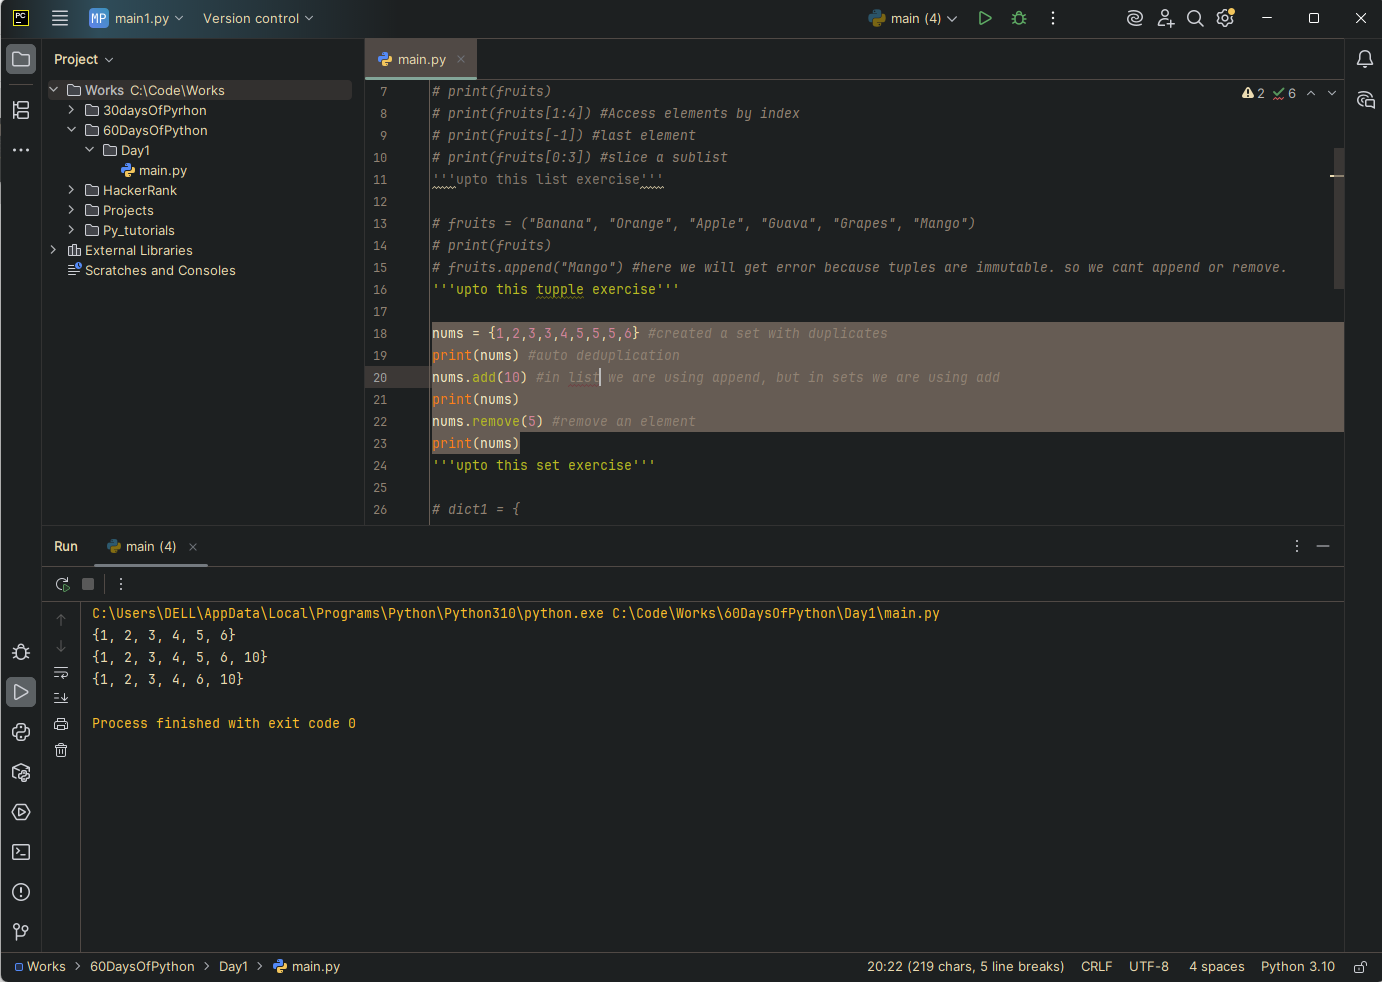 PC
MP main1.py Version control main (4)
Project
Works C:\Code\Works
30daysOfPyrhon
60DaysOfPython
Day1
main.py
HackerRank
Projects
Py_tutorials
External Libraries
Scratches and Consoles
main.py
2 6
7 # print(fruits)
8 # print(fruits[1:4]) #Access elements by index
9 # print(fruits[-1]) #last element
10 # print(fruits[0:3]) #slice a sublist
11 '''upto this list exercise'''
12
13 # fruits = ("Banana", "Orange", "Apple", "Guava", "Grapes", "Mango")
14 # print(fruits)
15 # fruits.append("Mango") #here we will get error because tuples are immutable. so we cant append or remove.
16 '''upto this tupple exercise'''
17
18 nums = {1,2,3,3,4,5,5,5,6} #created a set with duplicates
19 print(nums) #auto deduplication
20 nums.add(10) #in list we are using append, but in sets we are using add
21 print(nums)
22 nums.remove(5) #remove an element
23 print(nums)
24 '''upto this set exercise'''
25
26 # dict1 = {
Run main (4)
C:\Users\DELL\AppData\Local\Programs\Python\Python310\python.exe C:\Code\Works\60DaysOfPython\Day1\main.py
{1, 2, 3, 4, 5, 6}
{1, 2, 3, 4, 5, 6, 10}
{1, 2, 3, 4, 6, 10}
Process finished with exit code 0
Works > 60DaysOfPython > Day1 > main.py 20:22 (219 chars, 5 line breaks) CRLF UTF-8 4 spaces Python 3.10